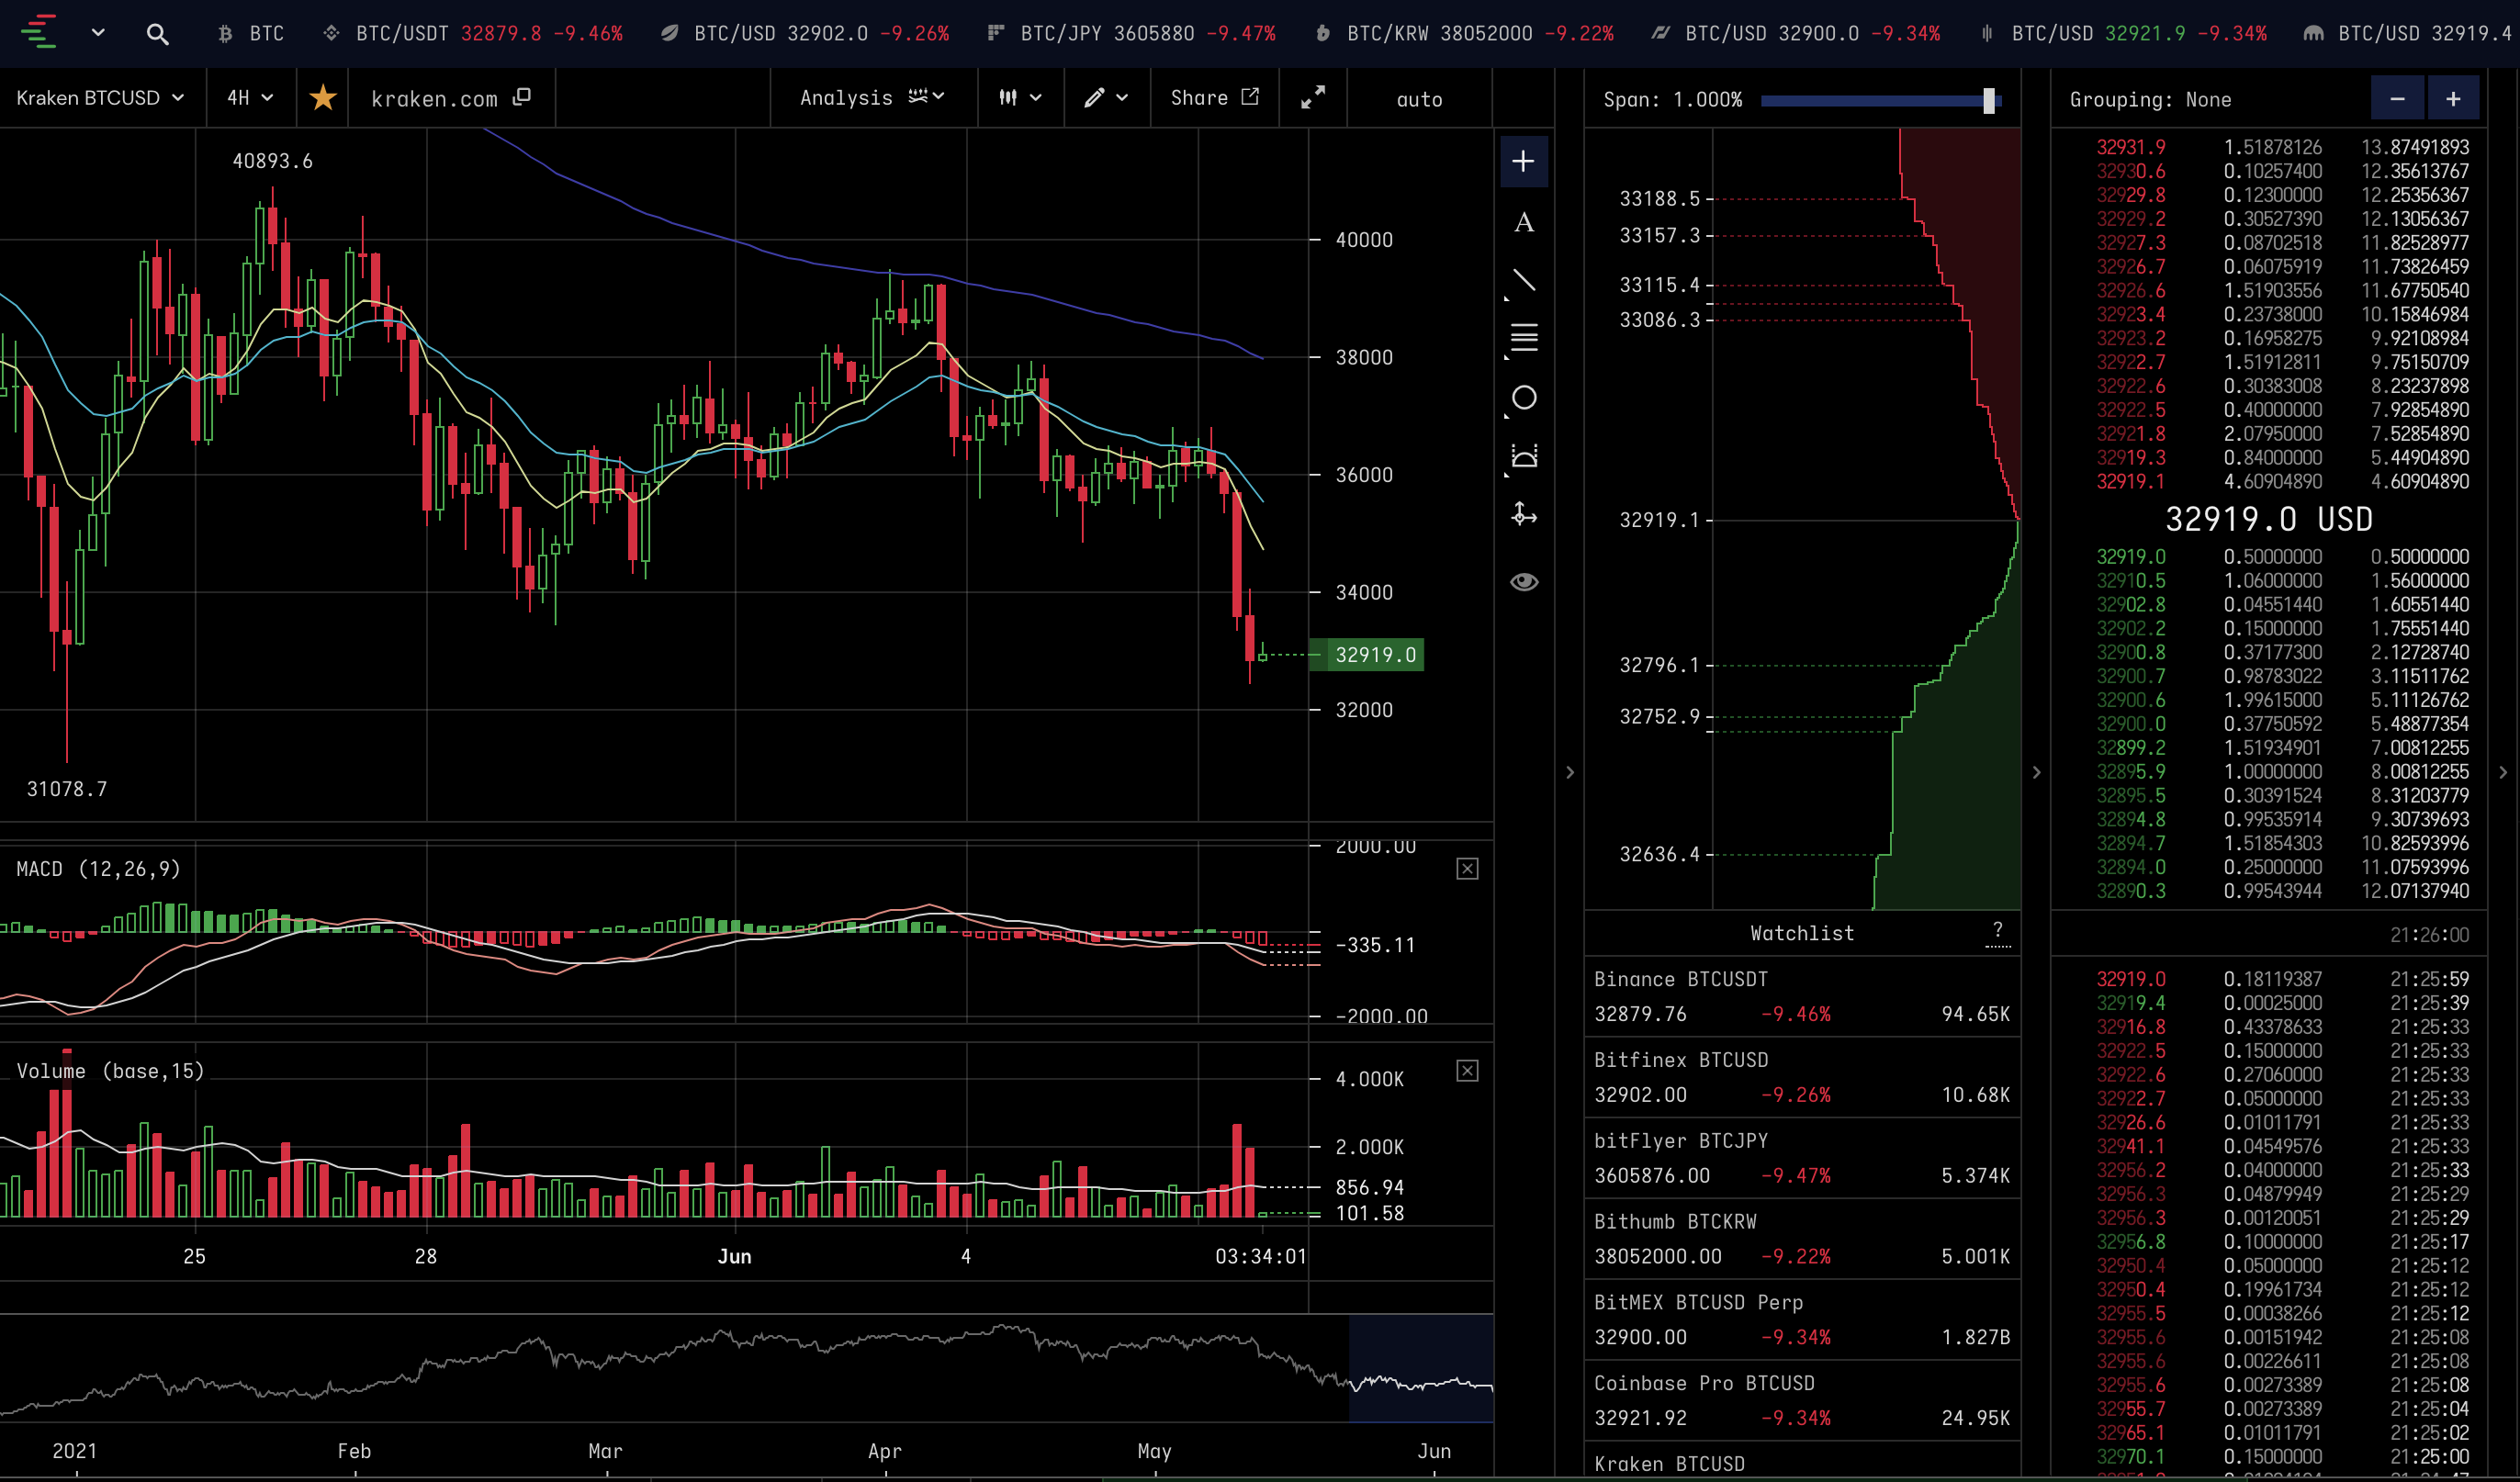 BTC BTC/USDT 32879.8 -9.46% BTC/USD 32902.0 -9.26% BTC/JPY 3605880 -9.47% BTC/KRW 38052000 -9.22% BTC/USD 32900.0 -9.34% BTC/USD 32921.9 -9.34% BTC/USD 32919.4
Kraken BTCUSD 4H kraken.com Analysis Share auto
40893.6
40000
38000
36000
34000
32919.0
32000
31078.7
A
MACD (12,26,9)
2000.00
-335.11
-2000.00
Volume (base,15)
4.000K
2.000K
856.94
101.58
25 28 Jun 4 03:34:01
2021 Feb Mar Apr May Jun
Span: 1.000%
33188.5
33157.3
33115.4
33086.3
32919.1
32796.1
32752.9
32636.4
Watchlist ?
Binance BTCUSDT
32879.76 -9.46% 94.65K
Bitfinex BTCUSD
32902.00 -9.26% 10.68K
bitFlyer BTCJPY
3605876.00 -9.47% 5.374K
Bithumb BTCKRW
38052000.00 -9.22% 5.001K
BitMEX BTCUSD Perp
32900.00 -9.34% 1.827B
Coinbase Pro BTCUSD
32921.92 -9.34% 24.95K
Kraken BTCUSD
Grouping: None − +
32931.9 1.51878126 13.87491893
32930.6 0.10257400 12.35613767
32929.8 0.12300000 12.25356367
32929.2 0.30527390 12.13056367
32927.3 0.08702518 11.82528977
32926.7 0.06075919 11.73826459
32926.6 1.51903556 11.67750540
32923.4 0.23738000 10.15846984
32923.2 0.16958275 9.92108984
32922.7 1.51912811 9.75150709
32922.6 0.30383008 8.23237898
32922.5 0.40000000 7.92854890
32921.8 2.07950000 7.52854890
32919.3 0.84000000 5.44904890
32919.1 4.60904890 4.60904890
32919.0 USD
32919.0 0.50000000 0.50000000
32910.5 1.06000000 1.56000000
32902.8 0.04551440 1.60551440
32902.2 0.15000000 1.75551440
32900.8 0.37177300 2.12728740
32900.7 0.98783022 3.11511762
32900.6 1.99615000 5.11126762
32900.0 0.37750592 5.48877354
32899.2 1.51934901 7.00812255
32895.9 1.00000000 8.00812255
32895.5 0.30391524 8.31203779
32894.8 0.99535914 9.30739693
32894.7 1.51854303 10.82593996
32894.0 0.25000000 11.07593996
32890.3 0.99543944 12.07137940
21:26:00
32919.0 0.18119387 21:25:59
32919.4 0.00025000 21:25:39
32916.8 0.43378633 21:25:33
32922.5 0.15000000 21:25:33
32922.6 0.27060000 21:25:33
32922.7 0.05000000 21:25:33
32926.6 0.01011791 21:25:33
32941.1 0.04549576 21:25:33
32956.2 0.04000000 21:25:33
32956.3 0.04879949 21:25:29
32956.3 0.00120051 21:25:29
32956.8 0.10000000 21:25:17
32950.4 0.05000000 21:25:12
32950.4 0.19961734 21:25:12
32955.5 0.00038266 21:25:12
32955.6 0.00151942 21:25:08
32955.6 0.00226611 21:25:08
32955.6 0.00273389 21:25:08
32955.7 0.00273389 21:25:04
32965.1 0.01011791 21:25:02
32970.1 0.15000000 21:25:00